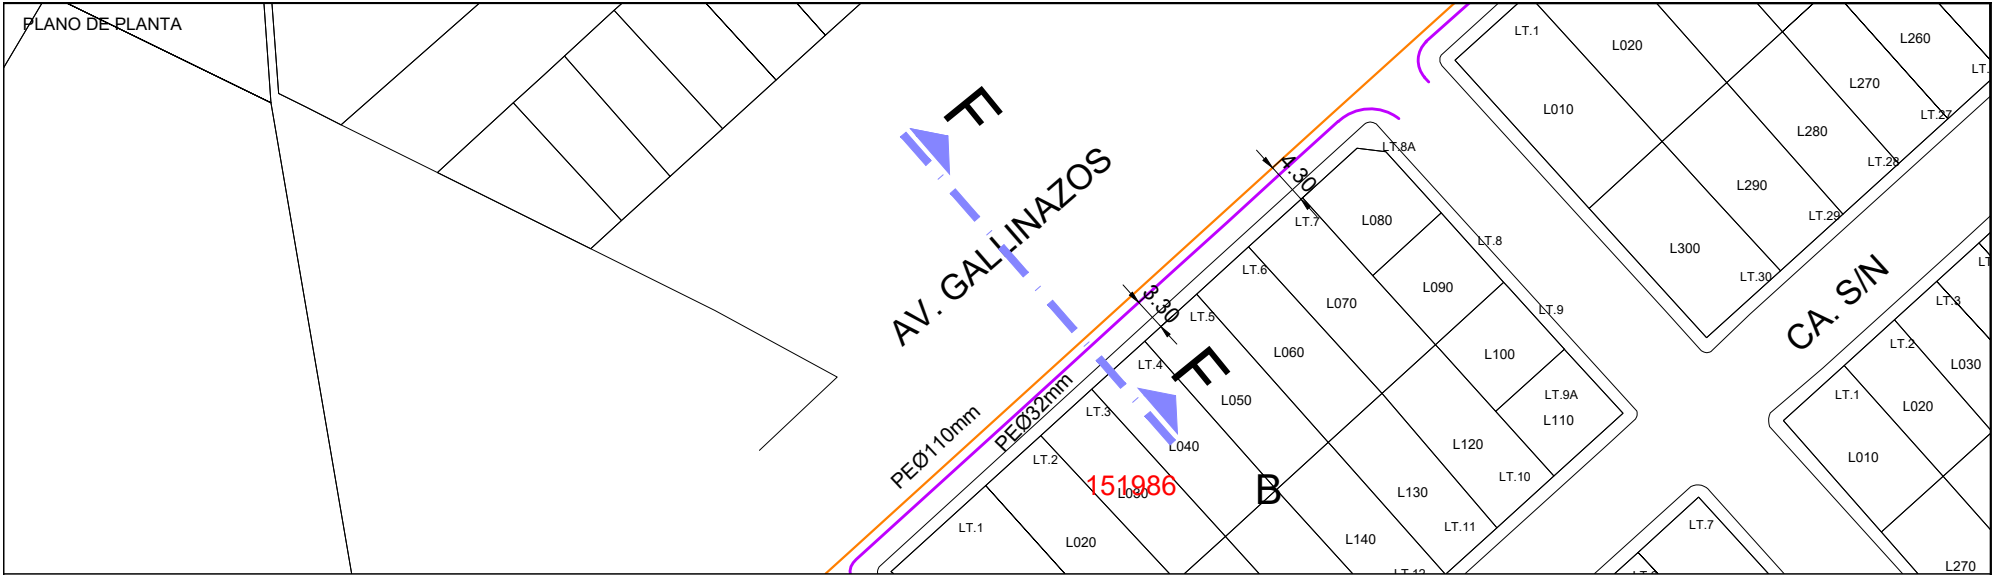 PLANO DE PLANTA
F
AV. GALLINAZOS
F
PEØ110mm
PEØ32mm
4.30
3.30
151986
B
CA. S/N
LT.1
L020
L010
L260
LT.
L270
LT.27
L280
LT.28
L290
LT.29
L300
LT.30
LT.8A
LT.7
L080
LT.8
LT.6
L070
L090
LT.9
LT.5
L060
L100
LT.4
L050
LT.9A
L110
LT.3
L040
L120
LT.10
LT.2
L030
L130
LT.11
LT.1
L020
L140
LT.12
LT.3
LT.2
L030
LT.1
L020
L010
L270
LT.7